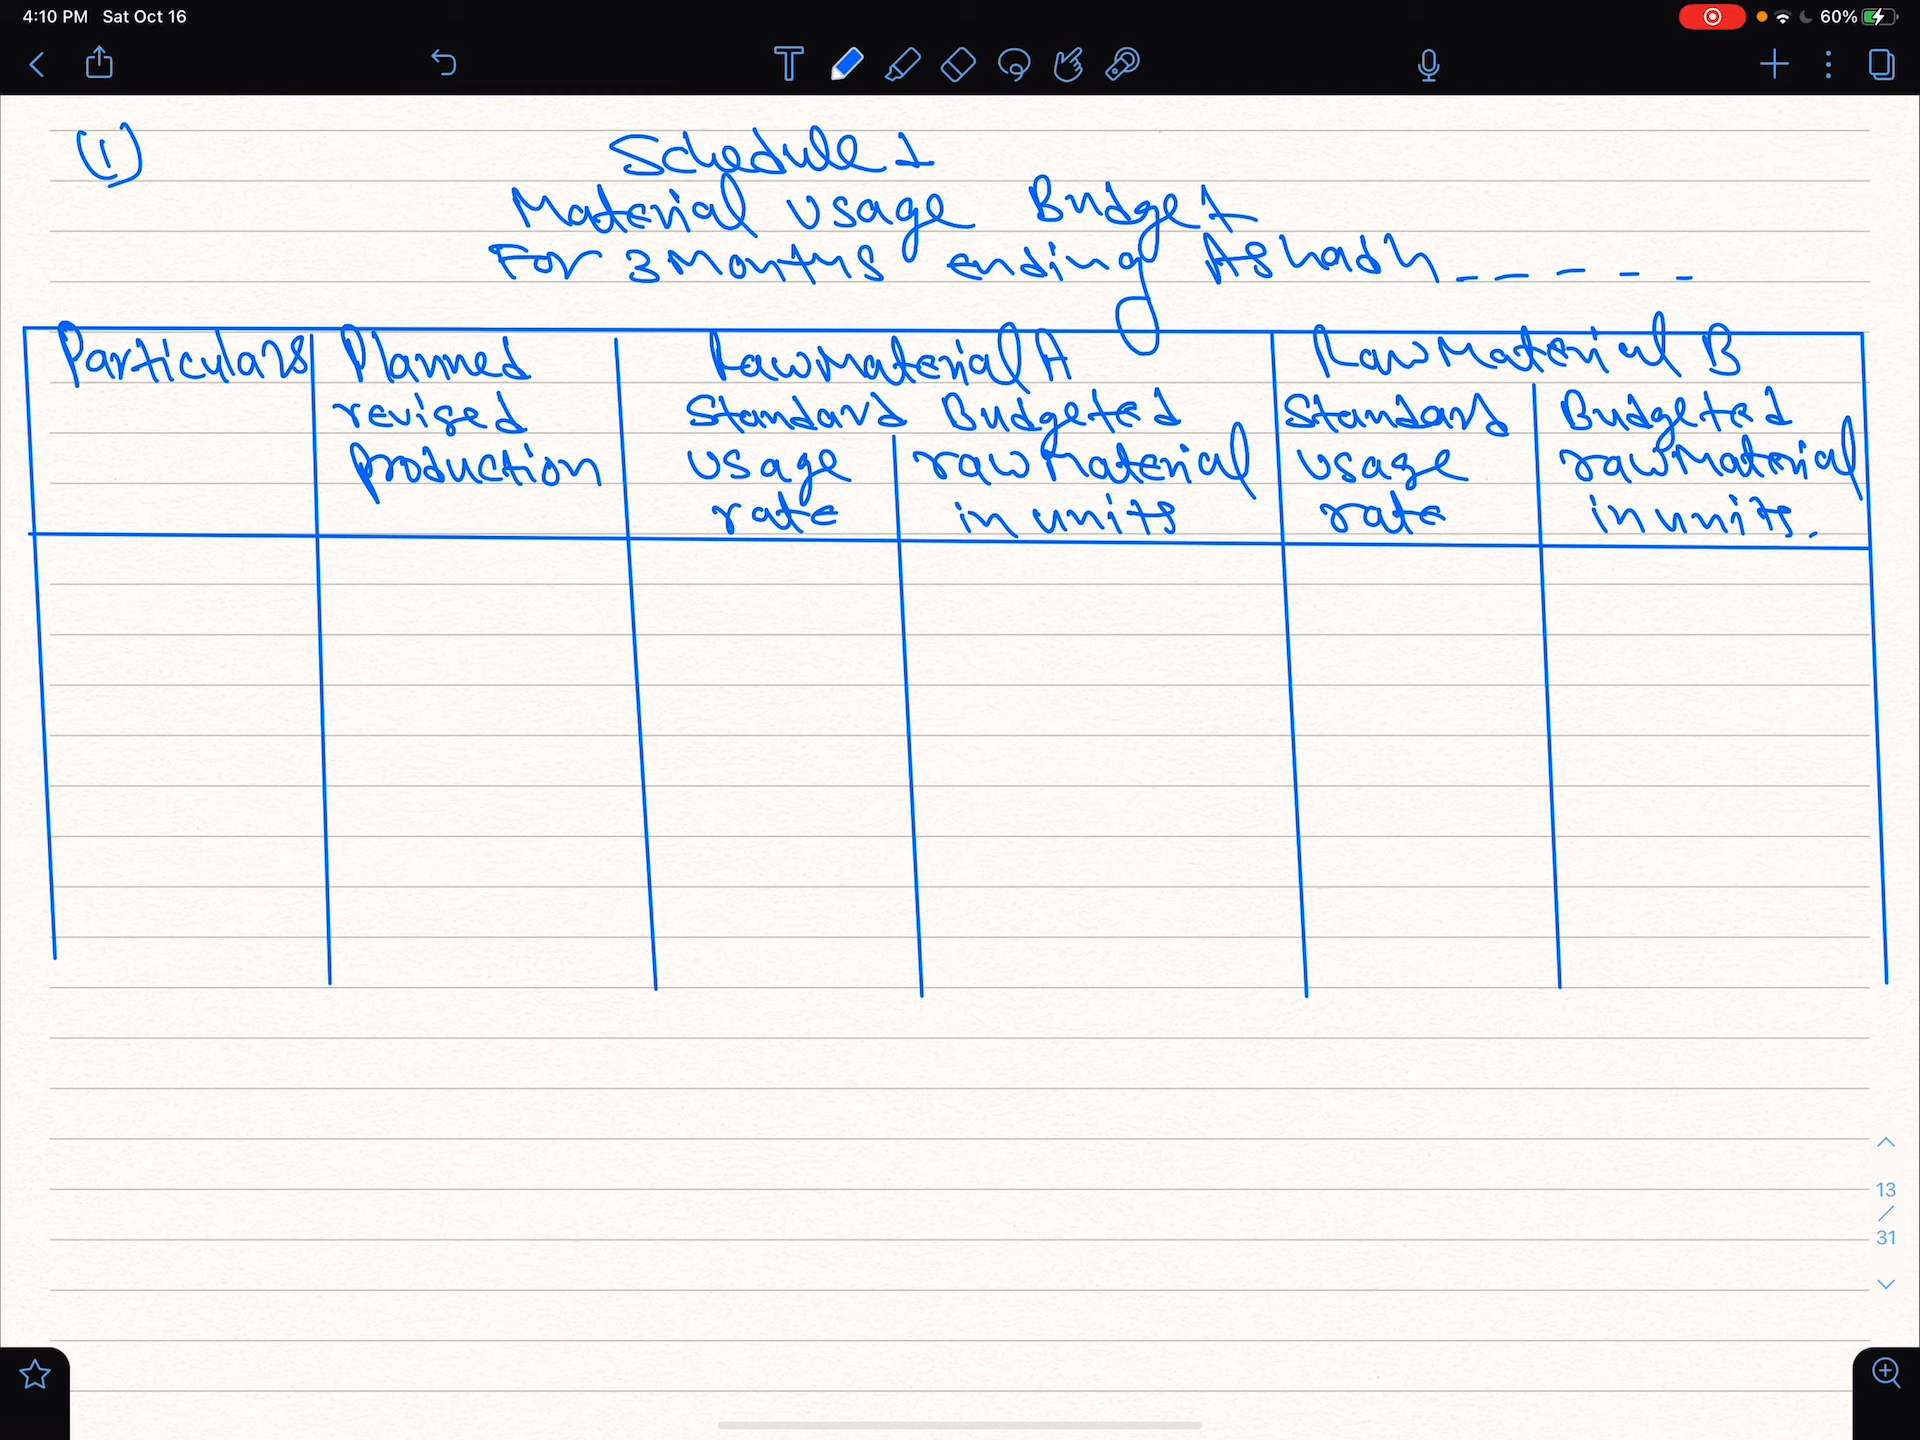 4:10 PM Sat Oct 16
60%
(1)
Schedule 1
Material usage Budget
For 3 Months ending Ashadh _ _ _ _ _
Particulars Planned Raw Material A Raw Material B
revised Standard Budgeted Standard Budgeted
production usage raw Material usage raw Material
rate in units rate in units.
13
/
31